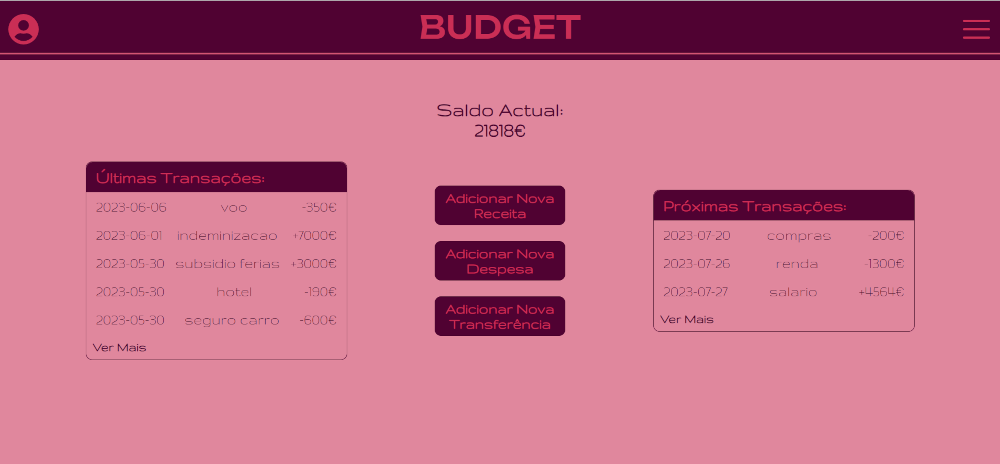 BUDGET
Saldo Actual:
21818€
Últimas Transações:
2023-06-06 voo -350€
2023-06-01 indeminizacao +7000€
2023-05-30 subsidio ferias +3000€
2023-05-30 hotel -190€
2023-05-30 seguro carro -600€
Ver Mais
Adicionar Nova
Receita
Adicionar Nova
Despesa
Adicionar Nova
Transferência
Próximas Transações:
2023-07-20 compras -200€
2023-07-26 renda -1300€
2023-07-27 salario +4564€
Ver Mais